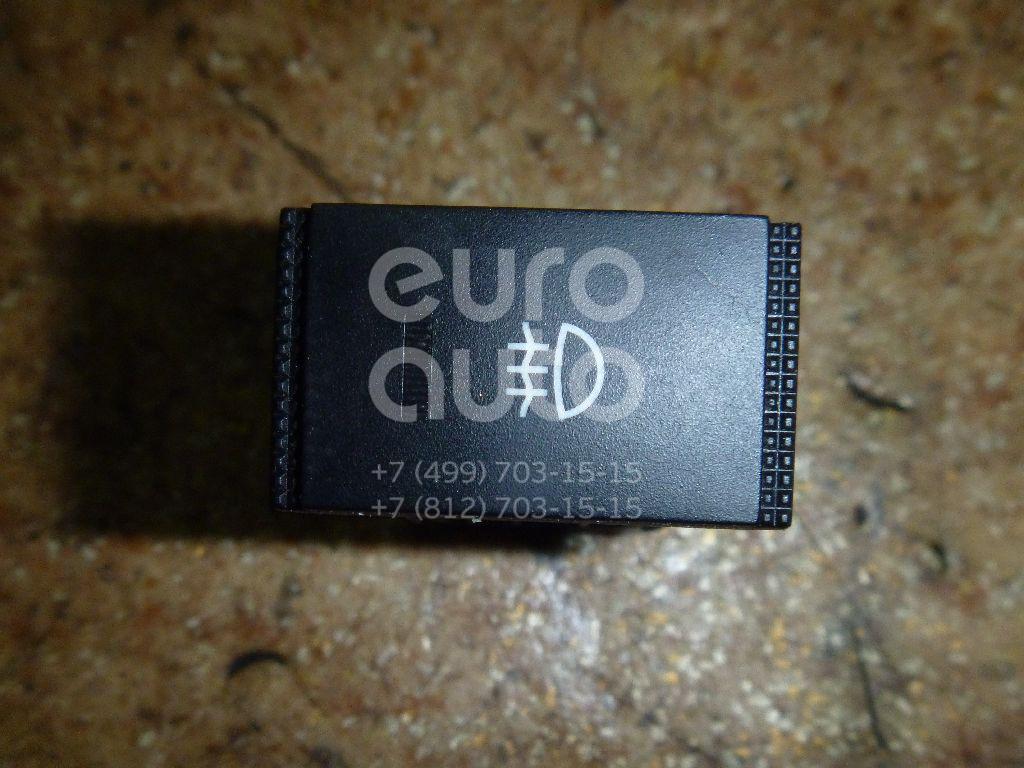 euro
auto
+7 (499) 703-15-15
+7 (812) 703-15-15